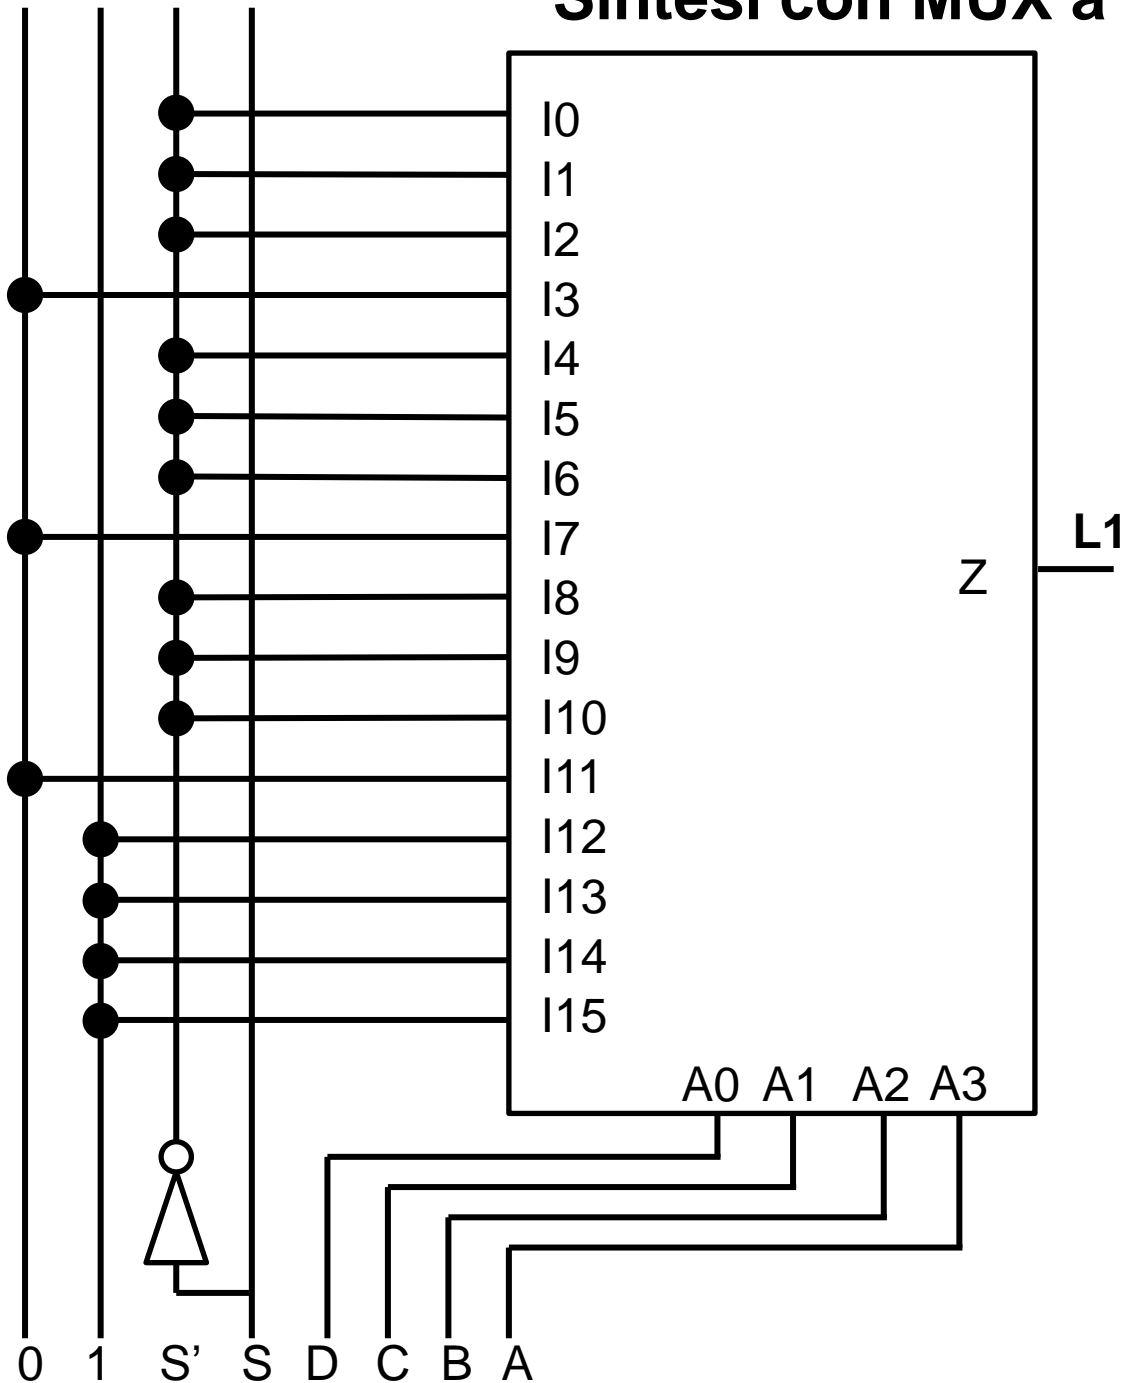 Sintesi con MUX a
I0
I1
I2
I3
I4
I5
I6
I7
L1
Z
I8
I9
I10
I11
I12
I13
I14
I15
A0 A1 A2 A3
0 1 S’ S D C B A